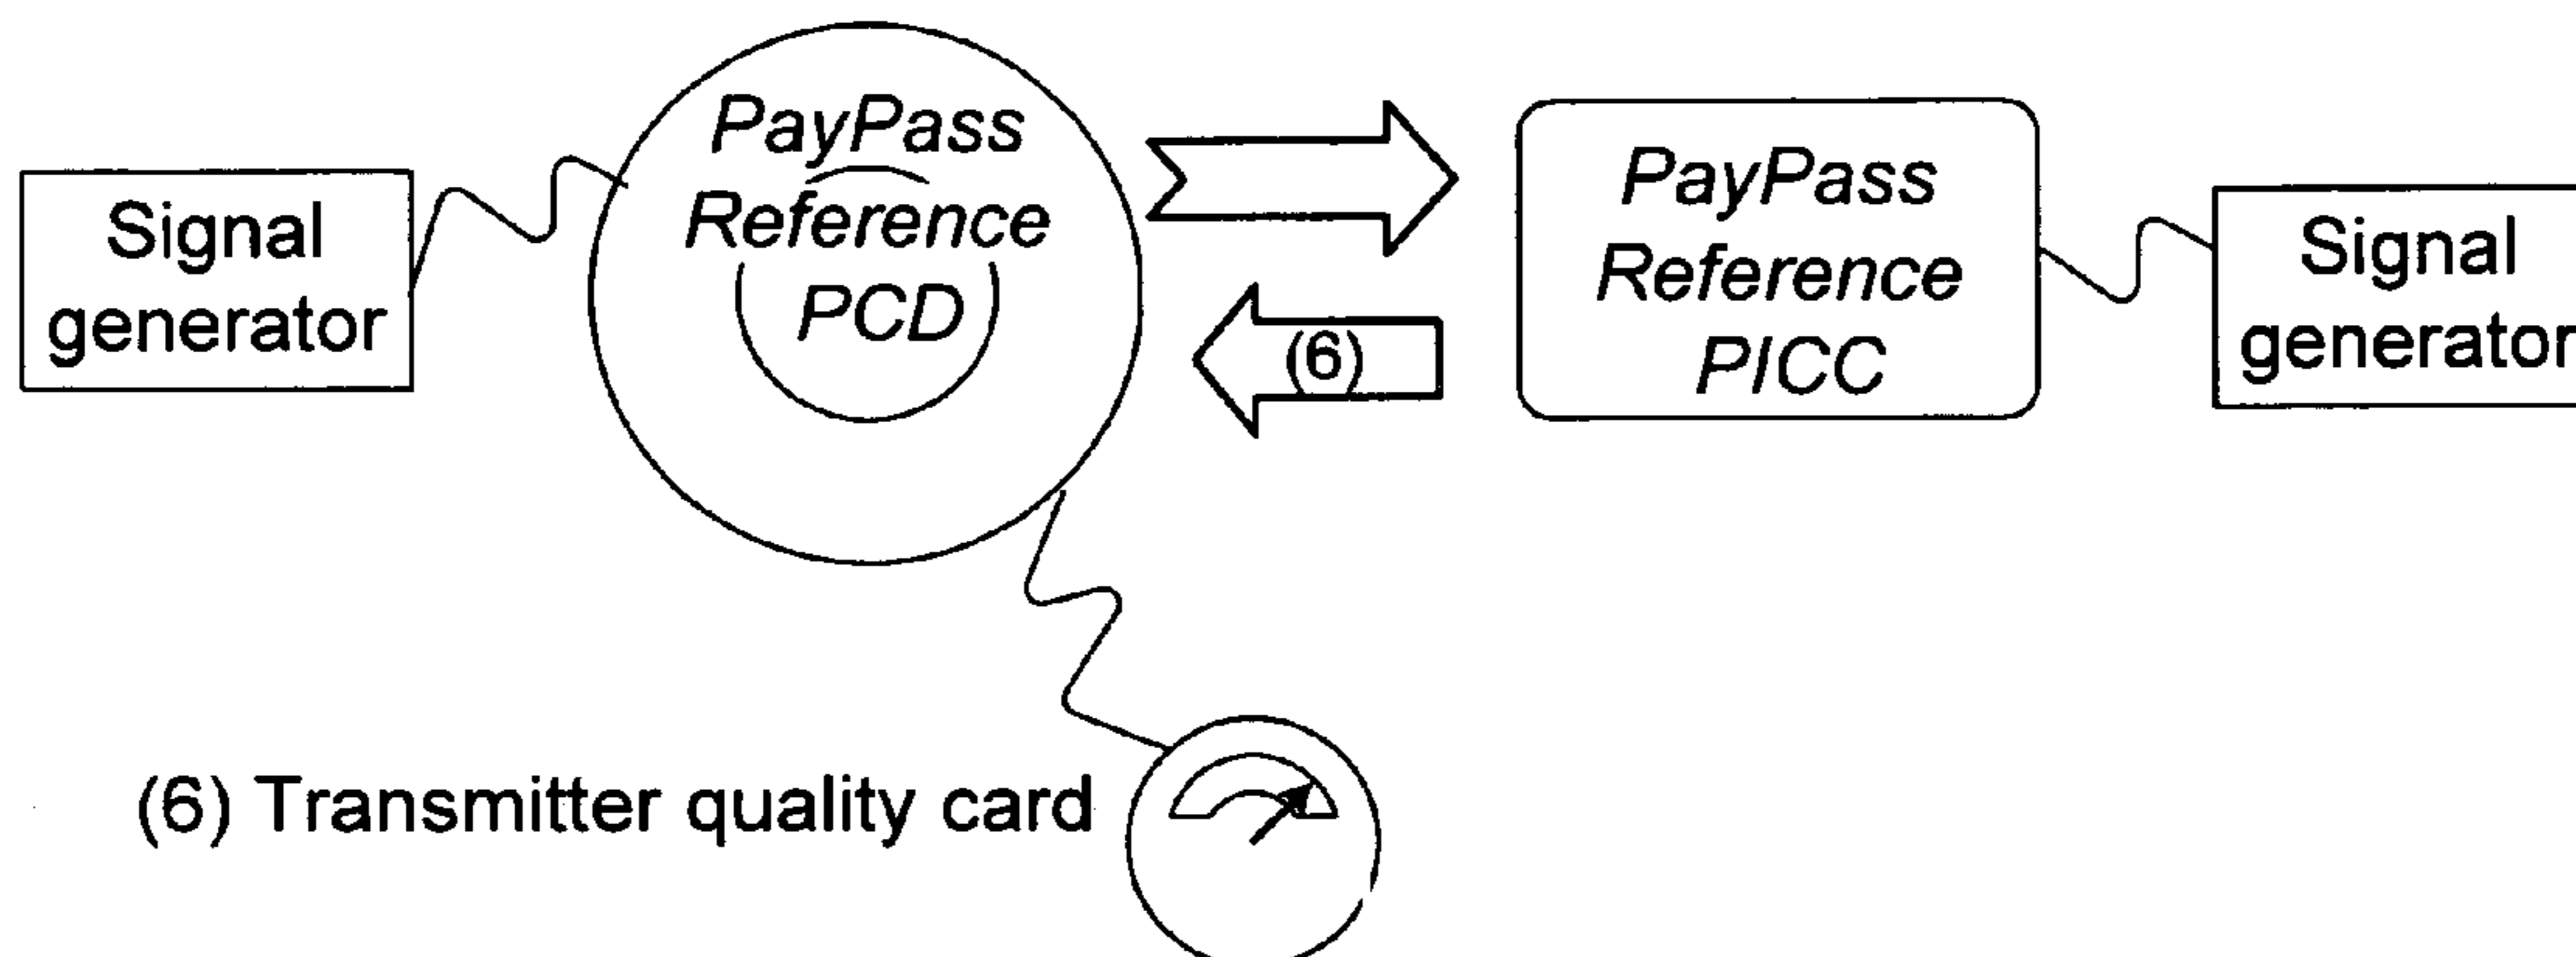 Signal
generator
PayPass
Reference
PCD
(6)
PayPass
Reference
PICC
Signal
generator
(6) Transmitter quality card